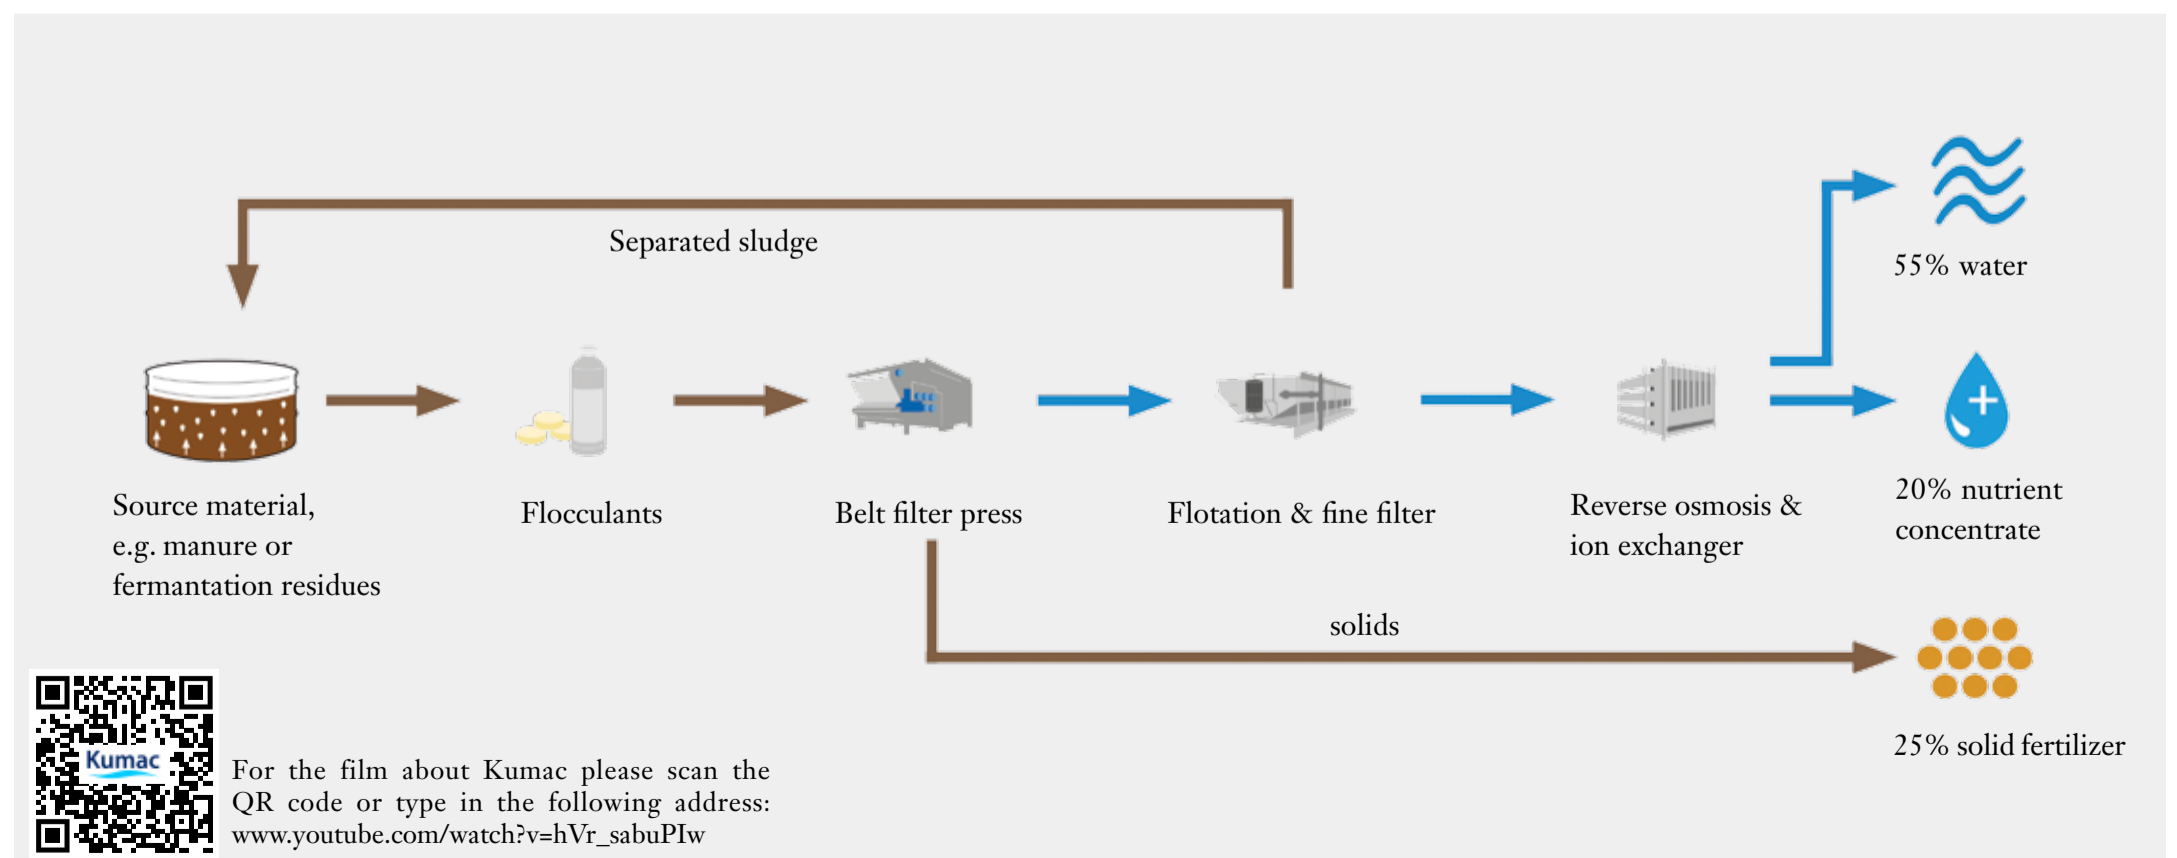 Separated sludge
55% water
Source material,
e.g. manure or
fermantation residues
Flocculants
Belt filter press
Flotation & fine filter
Reverse osmosis &
ion exchanger
20% nutrient
concentrate
solids
25% solid fertilizer
Kumac
For the film about Kumac please scan the
QR code or type in the following address:
www.youtube.com/watch?v=hVr_sabuPIw